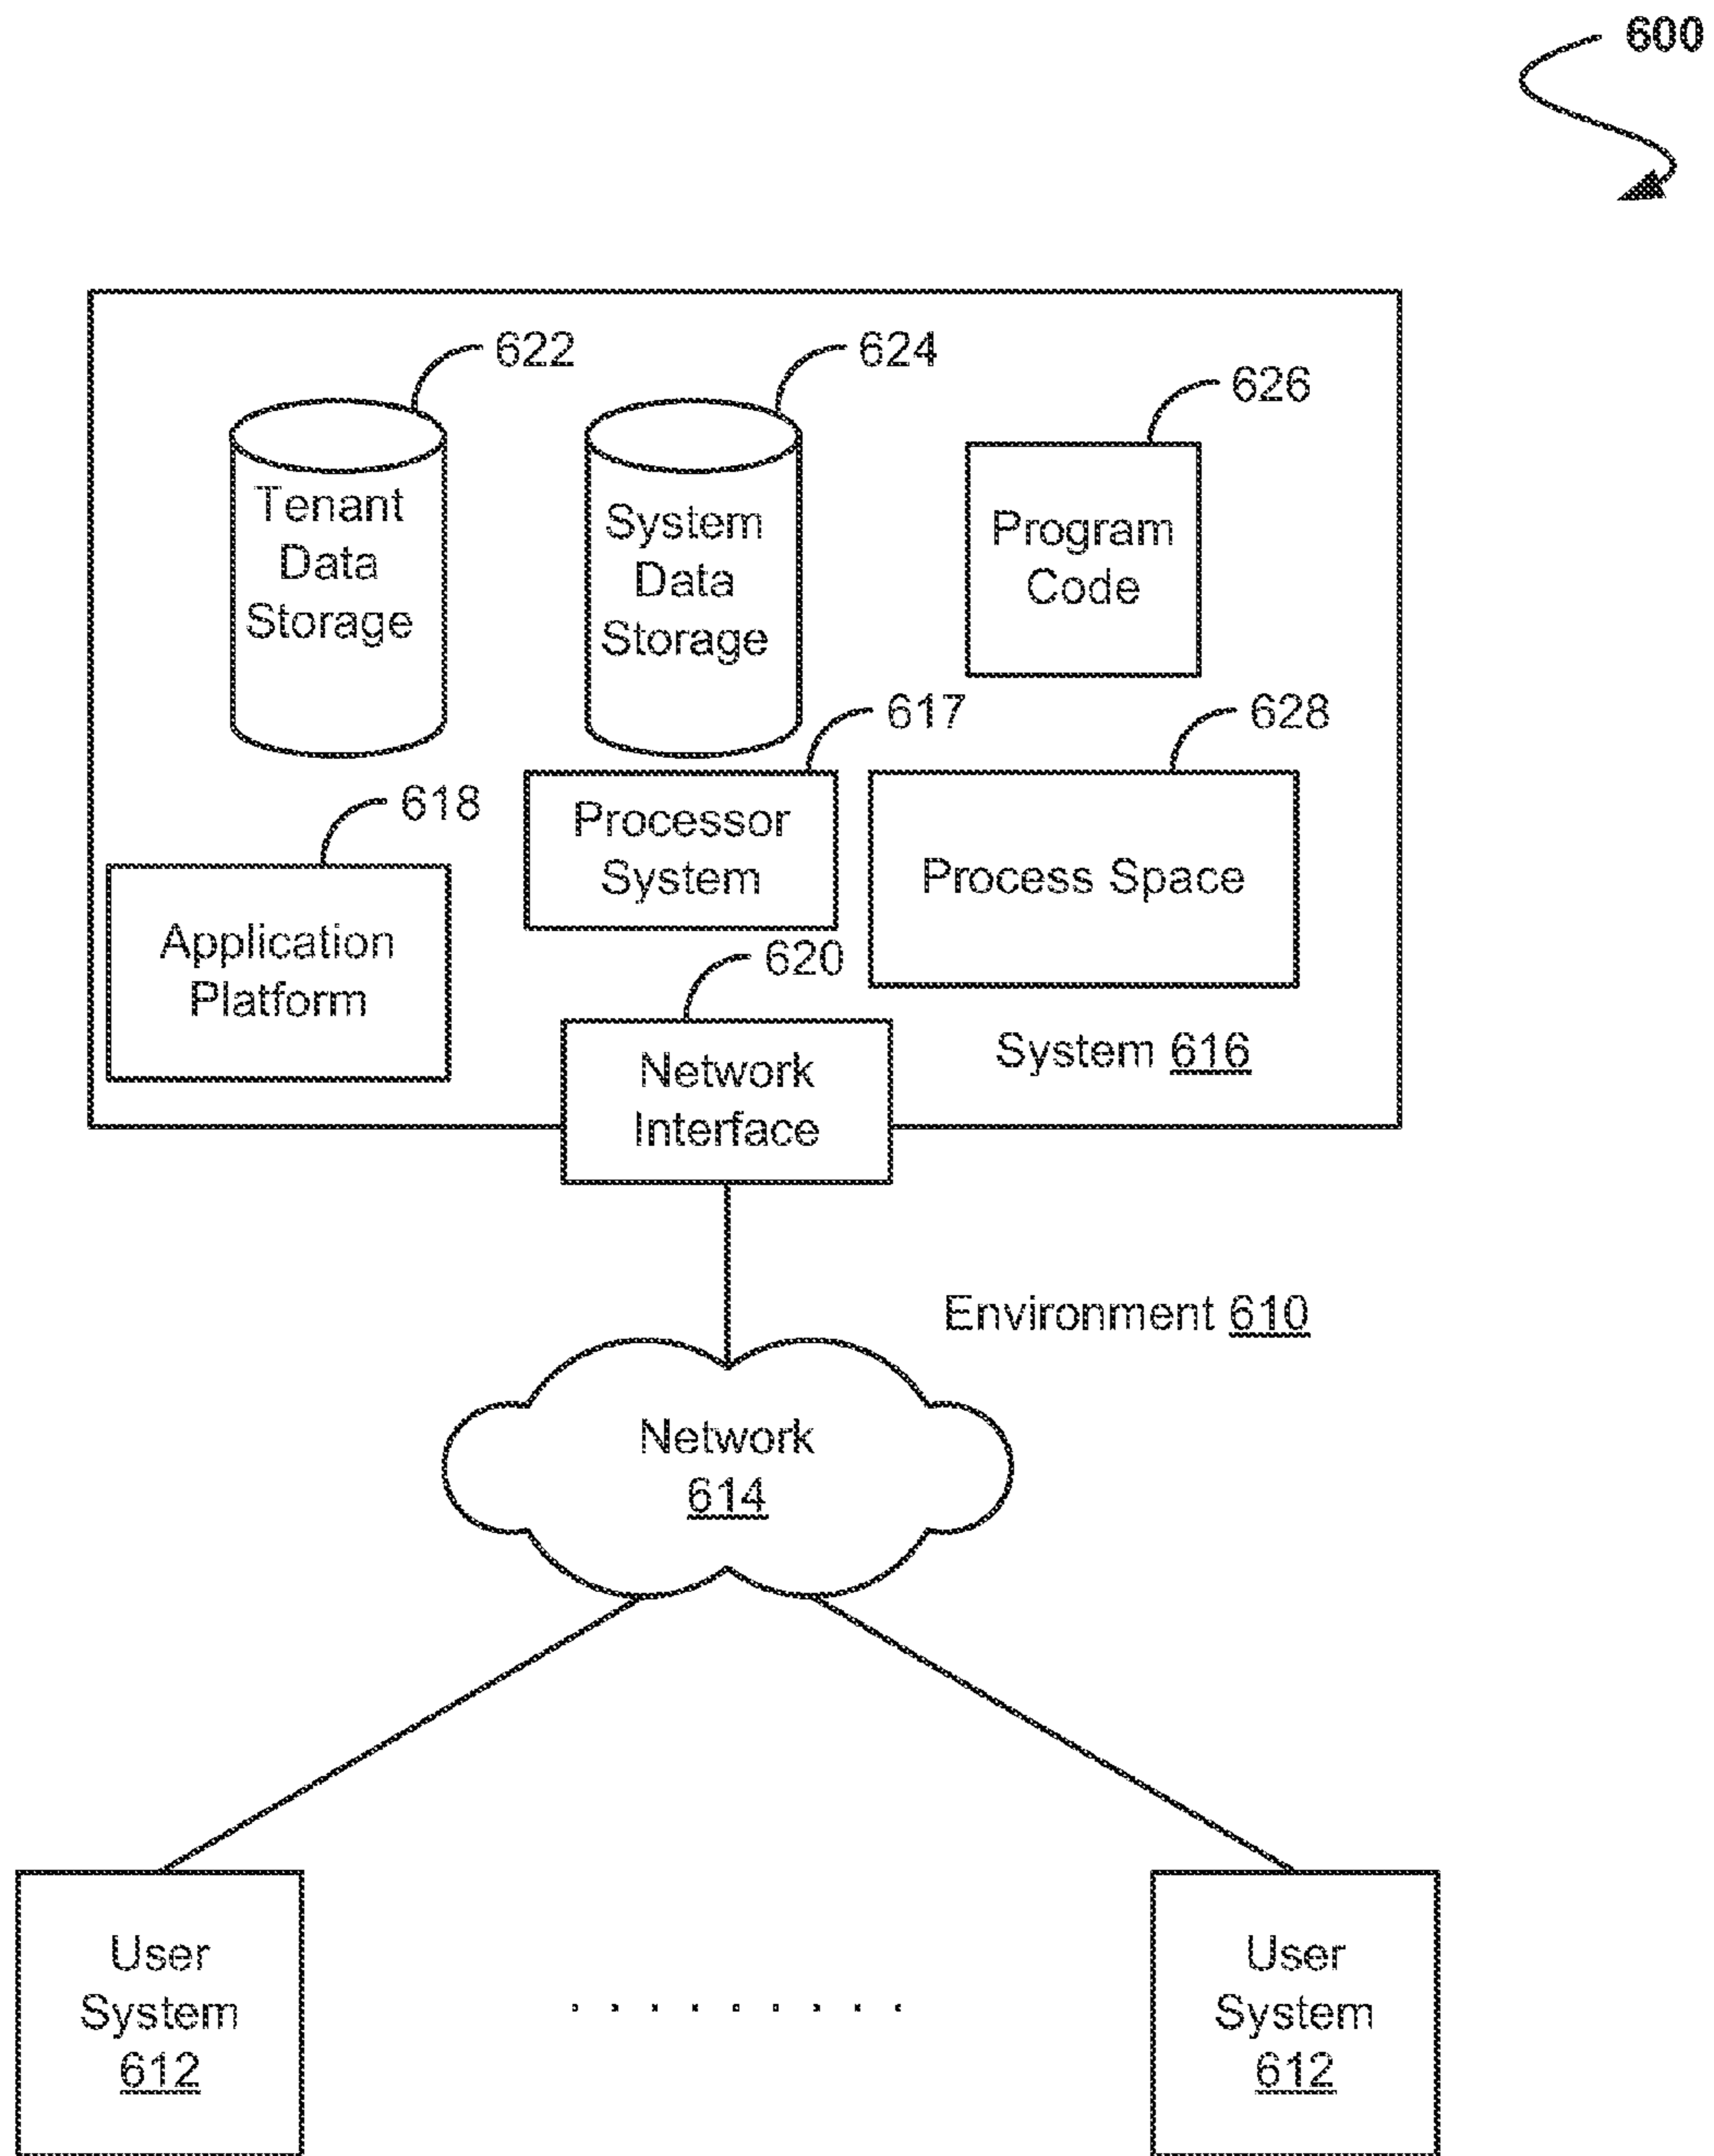 600
622
624
626
Tenant
Data
Storage
System
Data
Storage
Program
Code
617
628
618
Processor
System
Process Space
Application
Platform
620
Network
Interface
System 616
Environment 610
Network
614
User
System
612
User
System
612